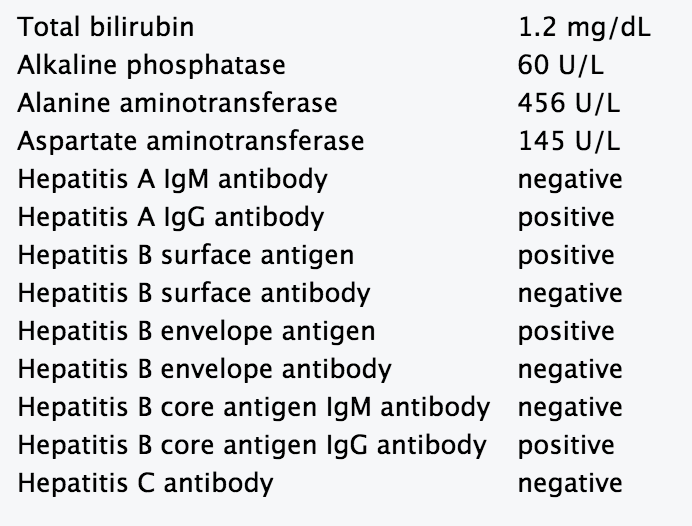 Total bilirubin 1.2 mg/dL
Alkaline phosphatase 60 U/L
Alanine aminotransferase 456 U/L
Aspartate aminotransferase 145 U/L
Hepatitis A IgM antibody negative
Hepatitis A IgG antibody positive
Hepatitis B surface antigen positive
Hepatitis B surface antibody negative
Hepatitis B envelope antigen positive
Hepatitis B envelope antibody negative
Hepatitis B core antigen IgM antibody negative
Hepatitis B core antigen IgG antibody positive
Hepatitis C antibody negative